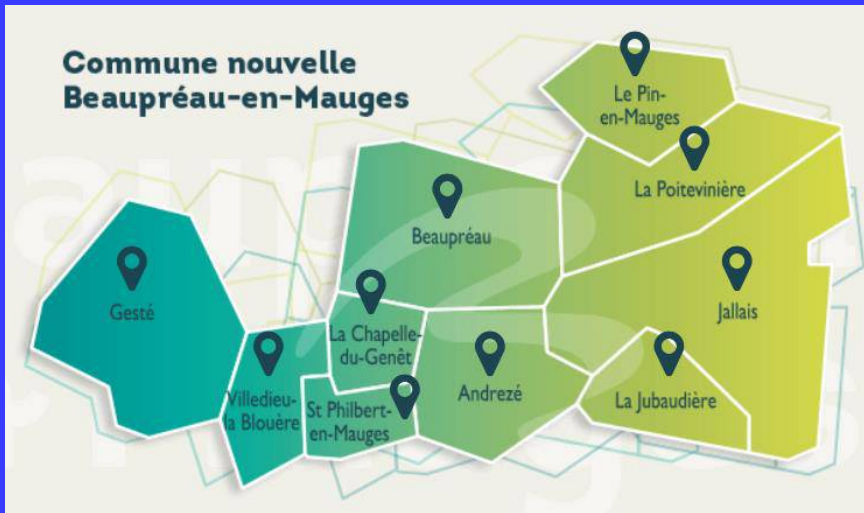 Commune nouvelle
Beaupréau-en-Mauges
Le Pin-
en-Mauges
La Poitevinière
Beaupréau
Gesté
Jallais
La Chapelle-
du-Genêt
Villedieu-
la Blouère
St Philbert-
en-Mauges
Andrezé
La Jubaudière